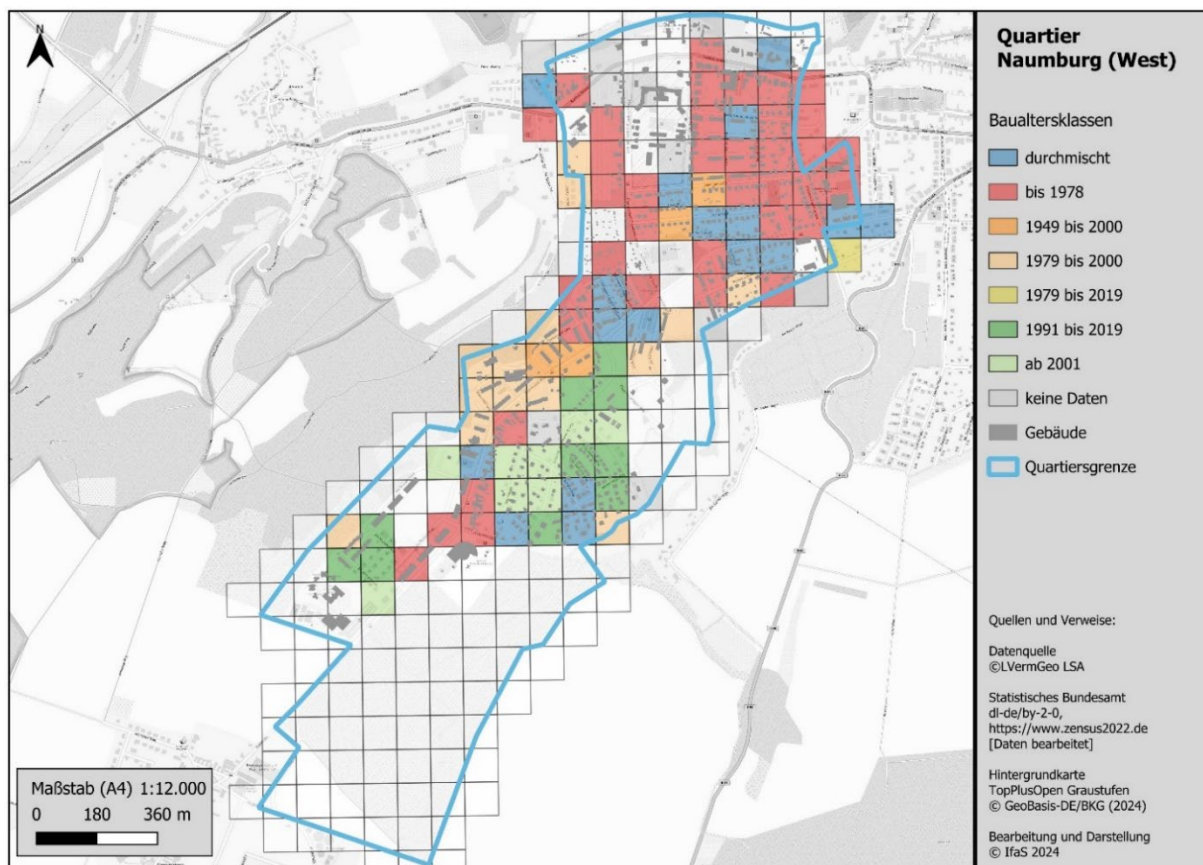 Quartier
Naumburg (West)
Baualtersklassen
durchmischt
bis 1978
1949 bis 2000
1979 bis 2000
1979 bis 2019
1991 bis 2019
ab 2001
keine Daten
Gebäude
Quartiersgrenze
Quellen und Verweise:
Datenquelle
©LVermGeo LSA
Statistisches Bundesamt
dl-de/by-2-0,
https://www.zensus2022.de
[Daten bearbeitet]
Hintergrundkarte
TopPlusOpen Graustufen
© GeoBasis-DE/BKG (2024)
Bearbeitung und Darstellung
© IfaS 2024
N
Maßstab (A4) 1:12.000
0 180 360 m